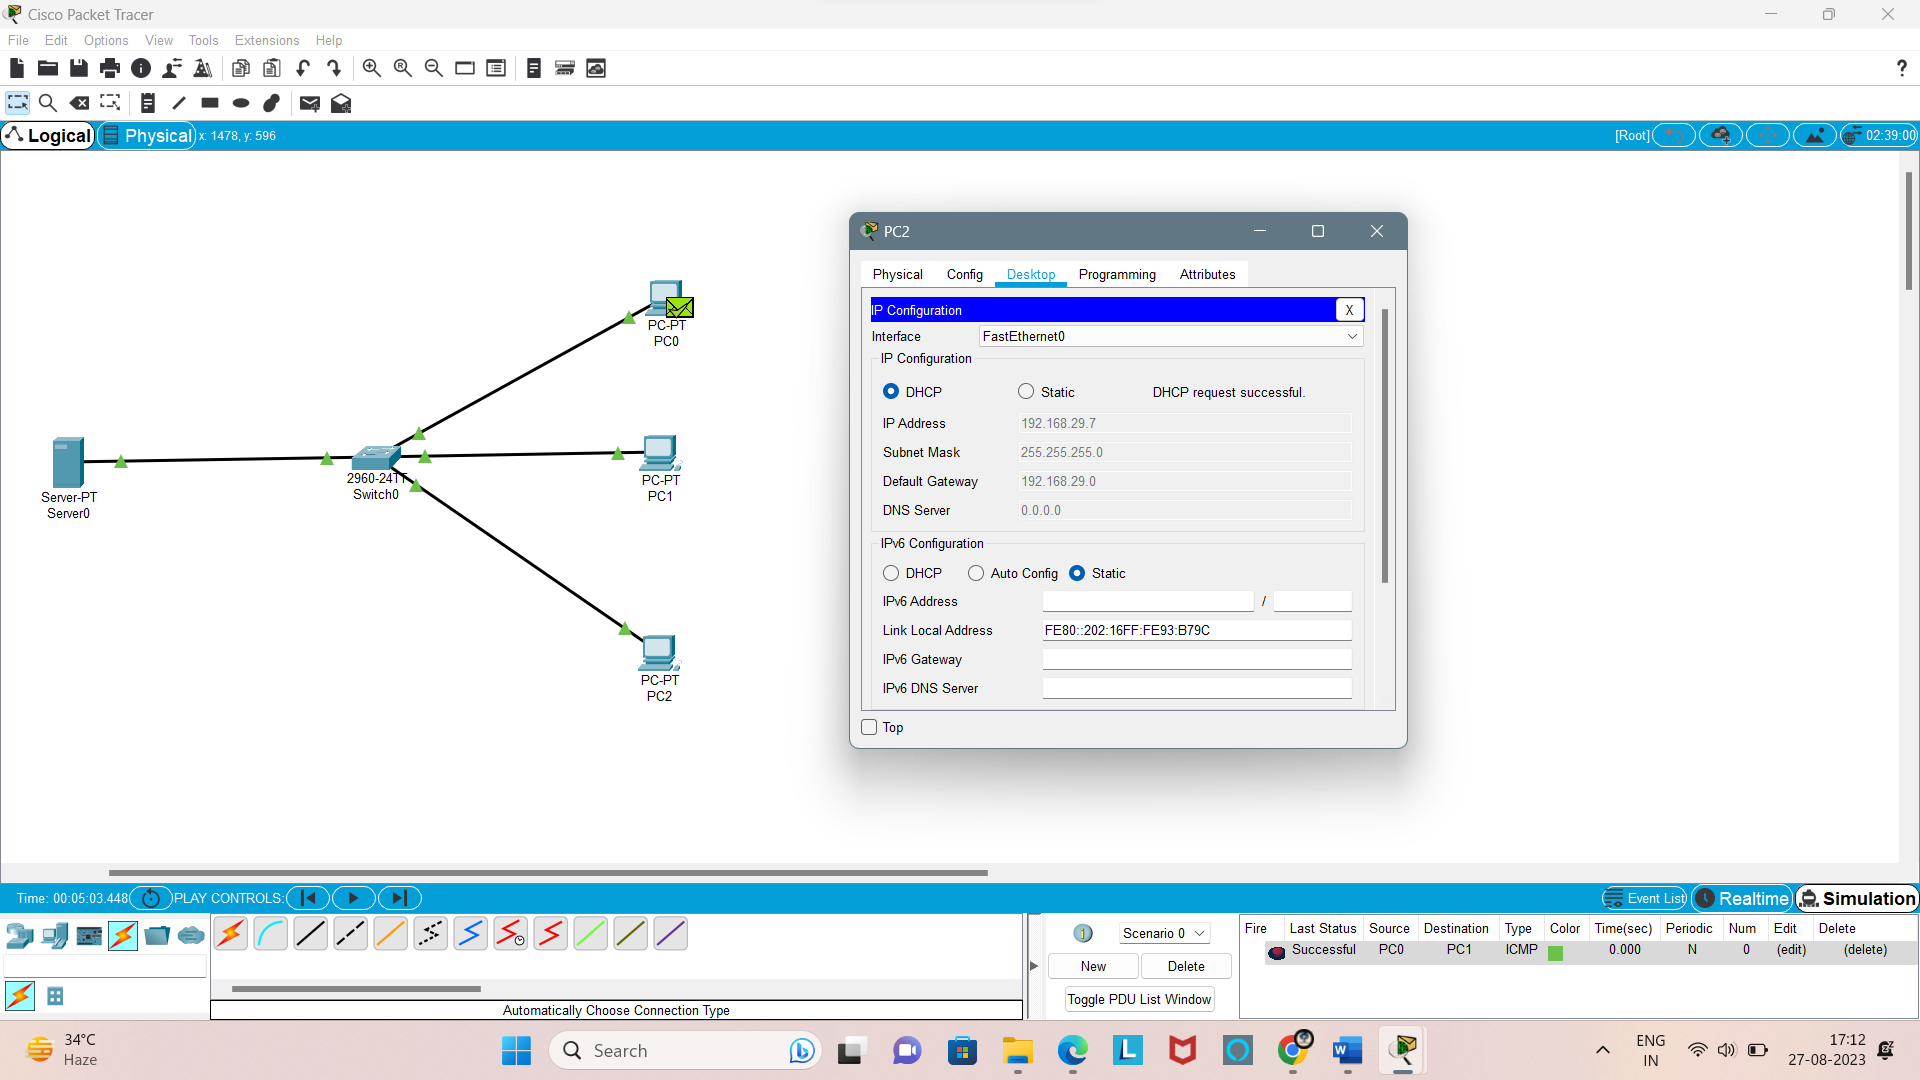 Cisco Packet Tracer
File Edit Options View Tools Extensions Help
?
Logical Physical x: 1478, y: 596 [Root] 02:39:00
PC-PT
PC0
PC-PT
PC1
Server-PT
Server0
2960-24TT
Switch0
PC-PT
PC2
PC2
Physical Config Desktop Programming Attributes
IP Configuration X
Interface FastEthernet0
IP Configuration
DHCP Static DHCP request successful.
IP Address 192.168.29.7
Subnet Mask 255.255.255.0
Default Gateway 192.168.29.0
DNS Server 0.0.0.0
IPv6 Configuration
DHCP Auto Config Static
IPv6 Address /
Link Local Address FE80::202:16FF:FE93:B79C
IPv6 Gateway
IPv6 DNS Server
Top
Time: 00:05:03.448 PLAY CONTROLS: Event List Realtime Simulation
Scenario 0
New Delete
Toggle PDU List Window
Fire Last Status Source Destination Type Color Time(sec) Periodic Num Edit Delete
Successful PC0 PC1 ICMP 0.000 N 0 (edit) (delete)
Automatically Choose Connection Type
34°C
Haze
Search
ENG
IN
17:12
27-08-2023